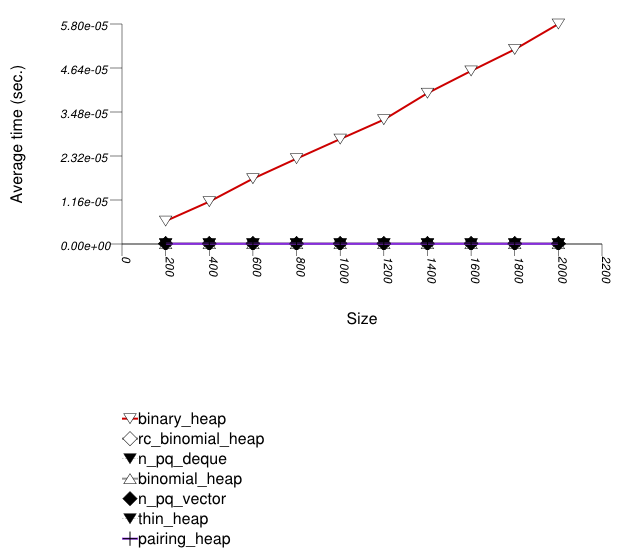 5.80e-05
4.64e-05
3.48e-05
2.32e-05
1.16e-05
0.00e+00
Average time (sec.)
0
200
400
600
800
1000
1200
1400
1600
1800
2000
2200
Size
binary_heap
rc_binomial_heap
n_pq_deque
binomial_heap
n_pq_vector
thin_heap
pairing_heap